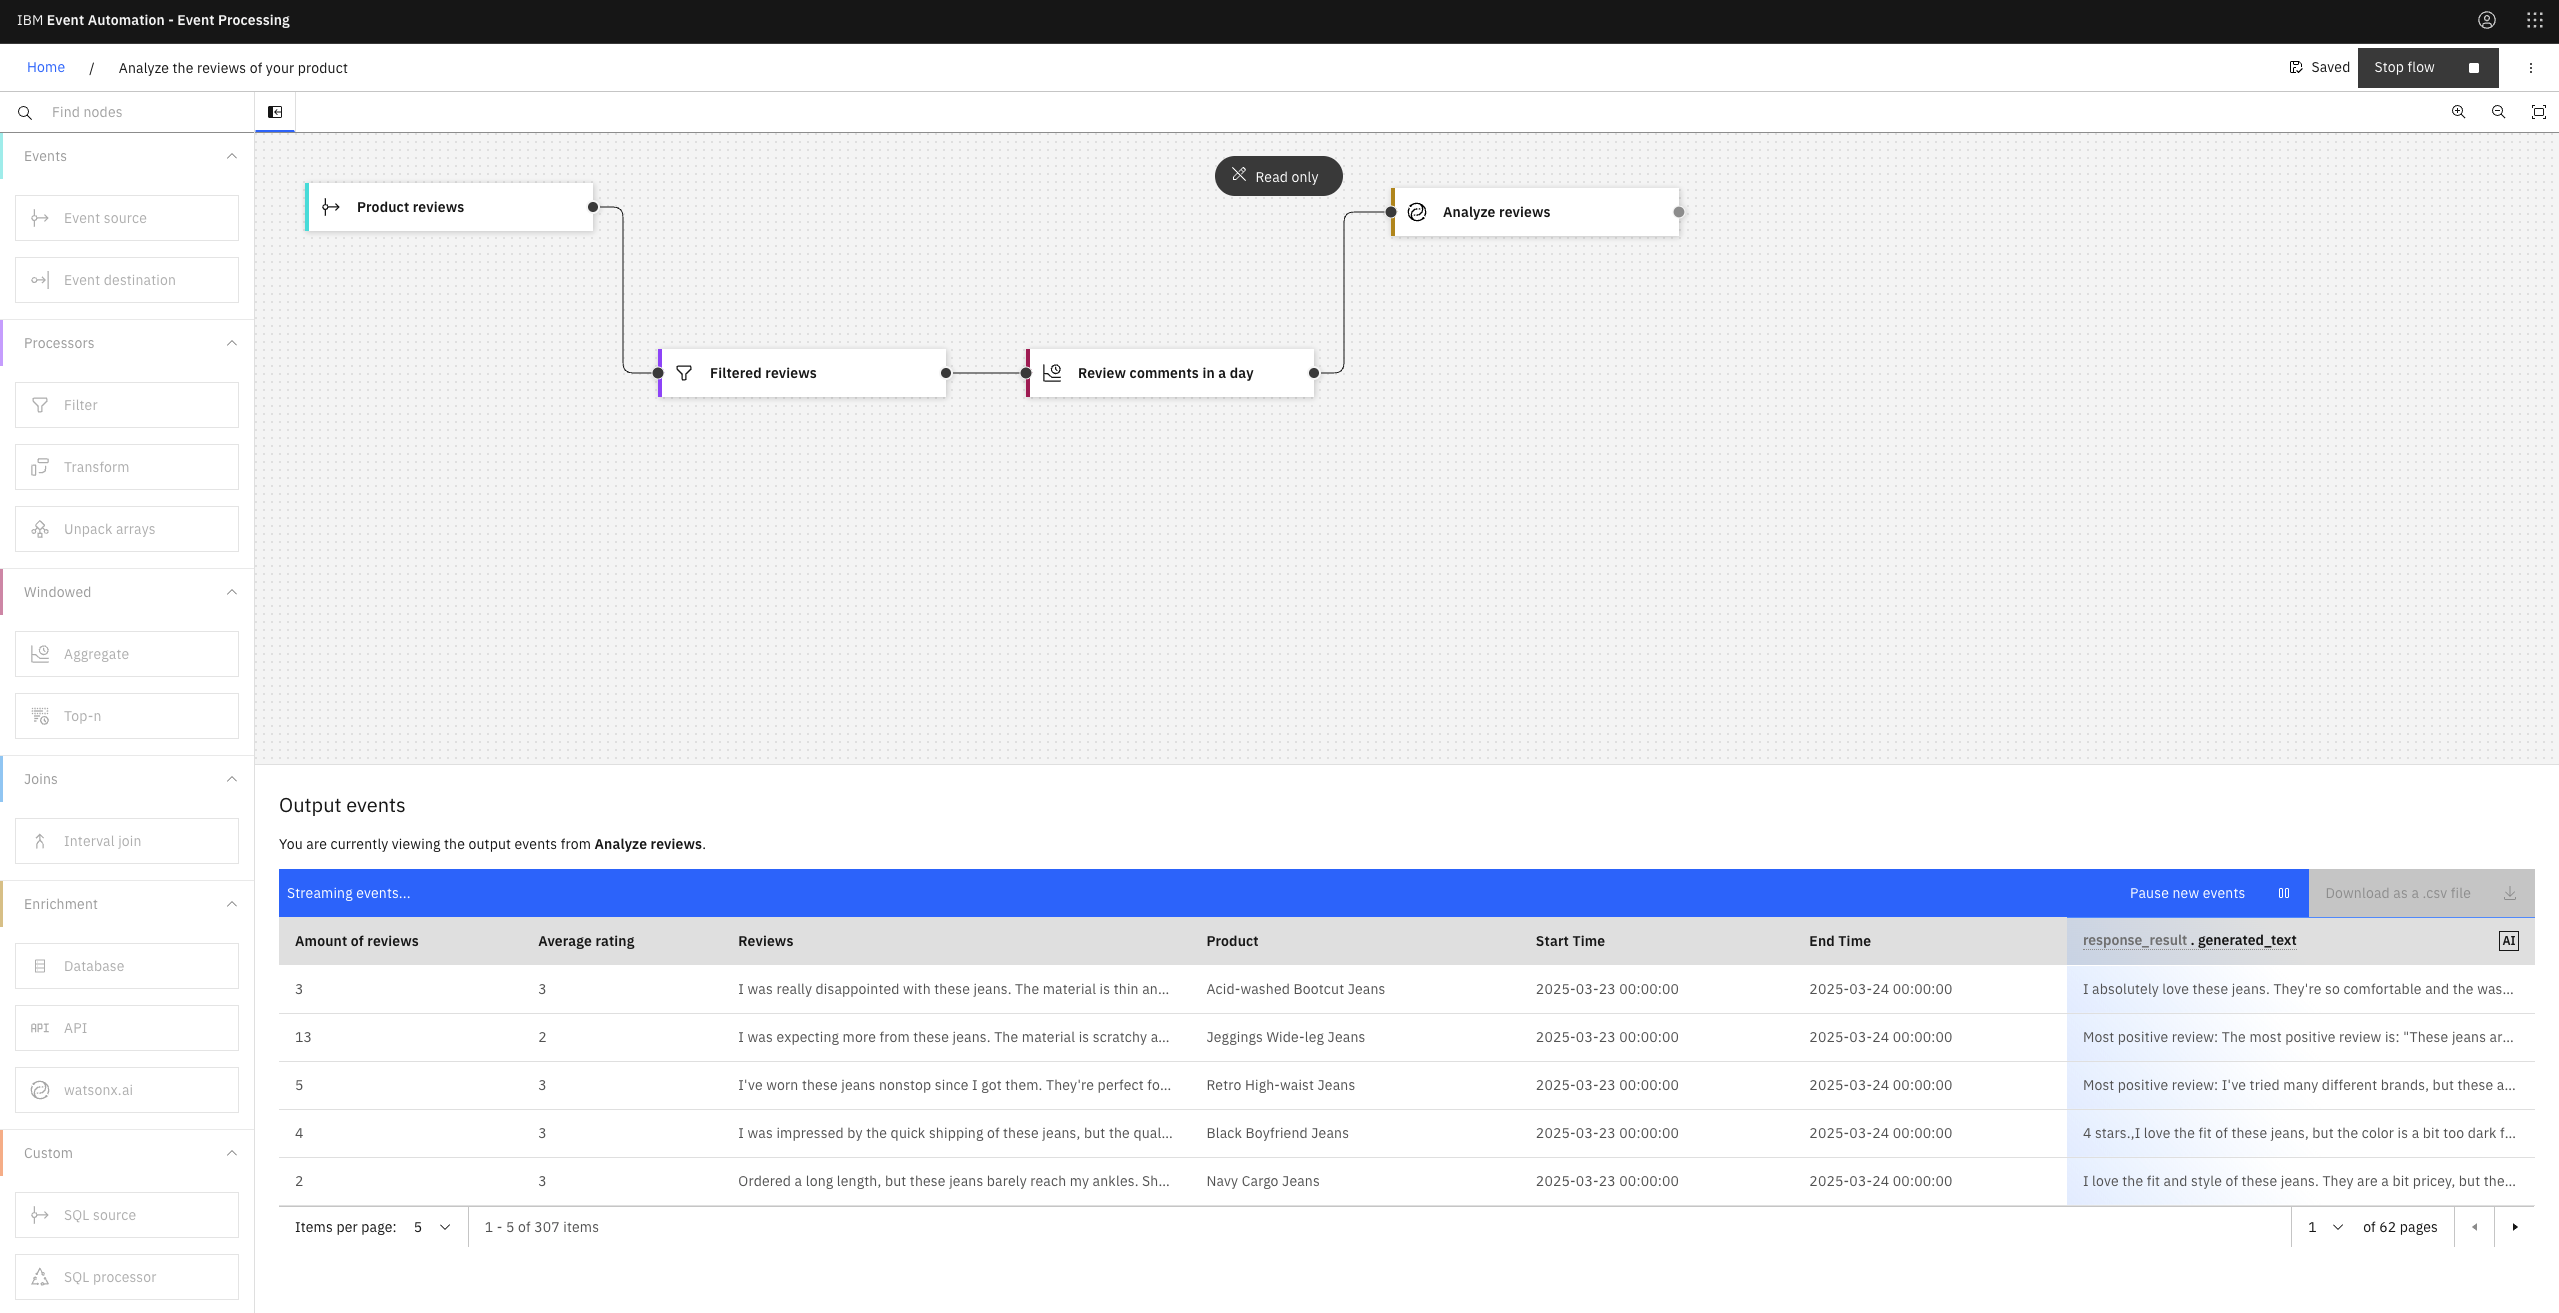 IBM Event Automation - Event Processing
Home / Analyze the reviews of your product
Saved
Stop flow
Find nodes
Events
Event source
Event destination
Processors
Filter
Transform
Unpack arrays
Windowed
Aggregate
Top-n
Joins
Interval join
Enrichment
Database
API API
watsonx.ai
Custom
SQL source
SQL processor
Read only
Product reviews
Analyze reviews
Filtered reviews
Review comments in a day
Output events
You are currently viewing the output events from Analyze reviews.
Streaming events...
Pause new events
Download as a .csv file
Amount of reviews Average rating Reviews Product Start Time End Time response_result . generated_text AI
3 3 I was really disappointed with these jeans. The material is thin an... Acid-washed Bootcut Jeans 2025-03-23 00:00:00 2025-03-24 00:00:00 I absolutely love these jeans. They're so comfortable and the was...
13 2 I was expecting more from these jeans. The material is scratchy a... Jeggings Wide-leg Jeans 2025-03-23 00:00:00 2025-03-24 00:00:00 Most positive review: The most positive review is: "These jeans ar...
5 3 I've worn these jeans nonstop since I got them. They're perfect fo... Retro High-waist Jeans 2025-03-23 00:00:00 2025-03-24 00:00:00 Most positive review: I've tried many different brands, but these a...
4 3 I was impressed by the quick shipping of these jeans, but the qual... Black Boyfriend Jeans 2025-03-23 00:00:00 2025-03-24 00:00:00 4 stars.,I love the fit of these jeans, but the color is a bit too dark f...
2 3 Ordered a long length, but these jeans barely reach my ankles. Sh... Navy Cargo Jeans 2025-03-23 00:00:00 2025-03-24 00:00:00 I love the fit and style of these jeans. They are a bit pricey, but the...
Items per page: 5 1 - 5 of 307 items 1 of 62 pages